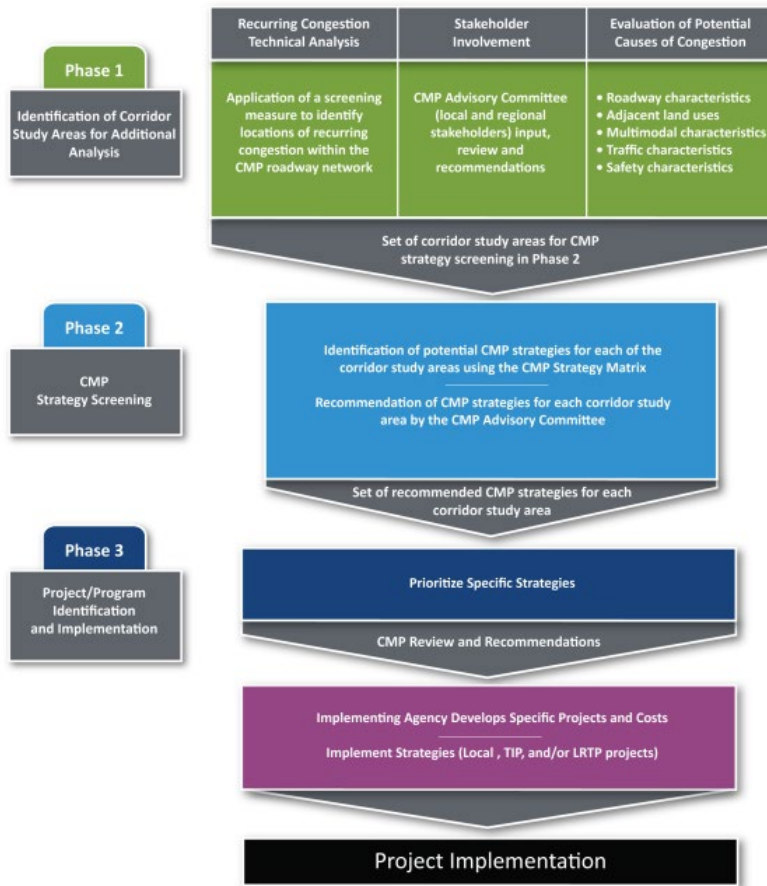 Phase 1
Identification of Corridor
Study Areas for Additional
Analysis
Recurring Congestion
Technical Analysis
Application of a screening
measure to identify
locations of recurring
congestion within the
CMP roadway network
Stakeholder
Involvement
CMP Advisory Committee
(local and regional
stakeholders) input,
review and
recommendations
Evaluation of Potential
Causes of Congestion
• Roadway characteristics
• Adjacent land uses
• Multimodal characteristics
• Traffic characteristics
• Safety characteristics
Set of corridor study areas for CMP
strategy screening in Phase 2
Phase 2
CMP
Strategy Screening
Identification of potential CMP strategies for each of the
corridor study areas using the CMP Strategy Matrix
Recommendation of CMP strategies for each corridor study
area by the CMP Advisory Committee
Set of recommended CMP strategies for each
corridor study area
Phase 3
Project/Program
Identification
and Implementation
Prioritize Specific Strategies
CMP Review and Recommendations
Implementing Agency Develops Specific Projects and Costs
Implement Strategies (Local , TIP, and/or LRTP projects)
Project Implementation